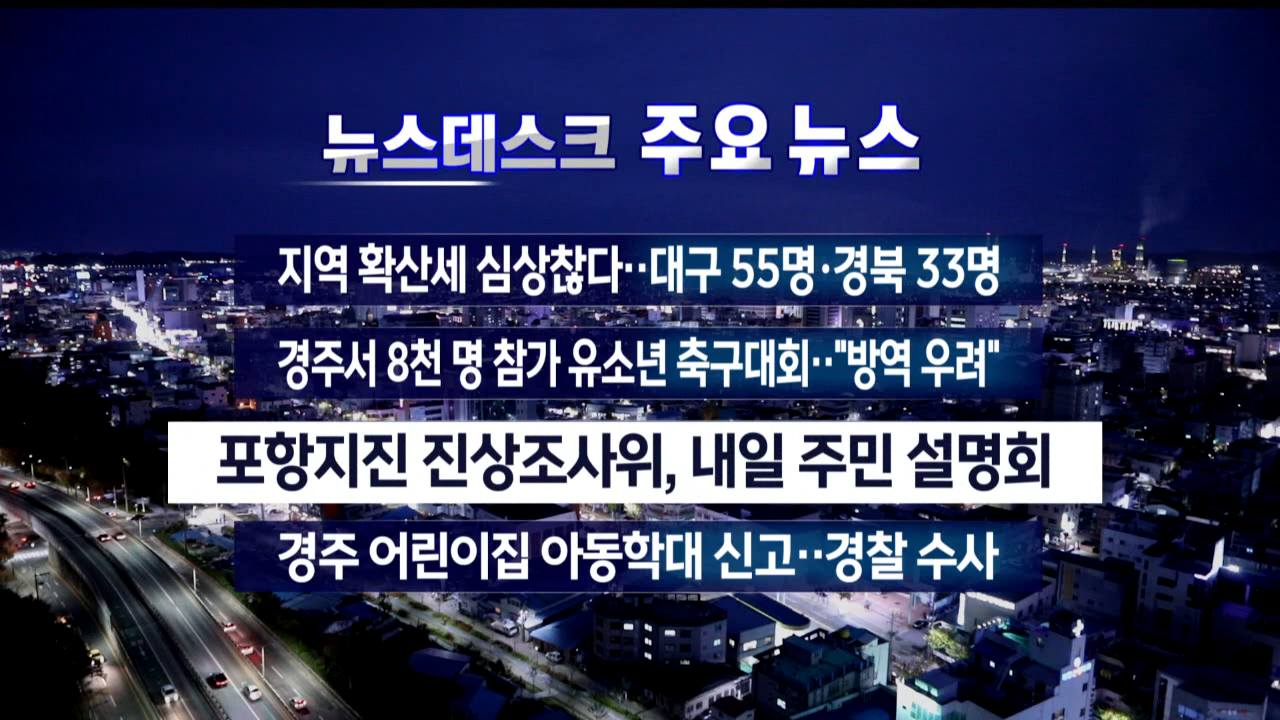 뉴스데스크 주요 뉴스
지역 확산세 심상찮다‥대구 55명·경북 33명
경주서 8천 명 참가 유소년 축구대회‥"방역 우려"
포항지진 진상조사위, 내일 주민 설명회
경주 어린이집 아동학대 신고‥경찰 수사